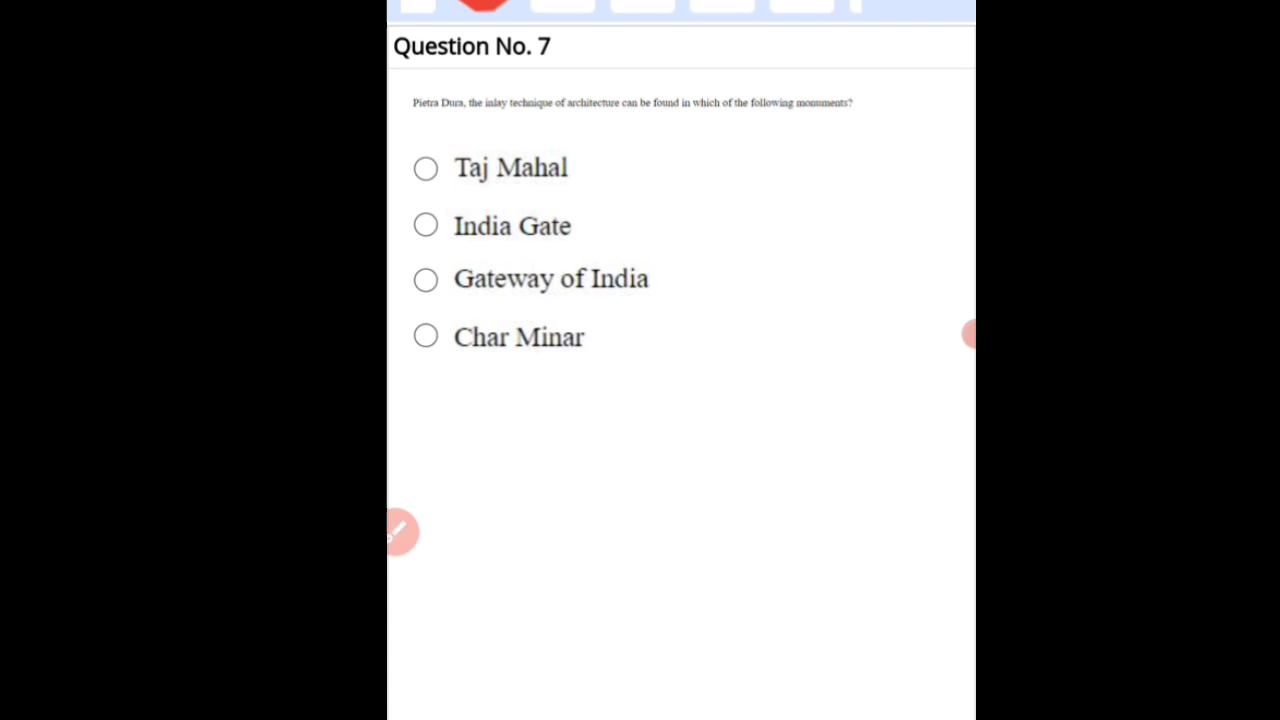 Question No. 7
Pietra Dura, the inlay technique of architecture can be found in which of the following monuments?
Taj Mahal
India Gate
Gateway of India
Char Minar